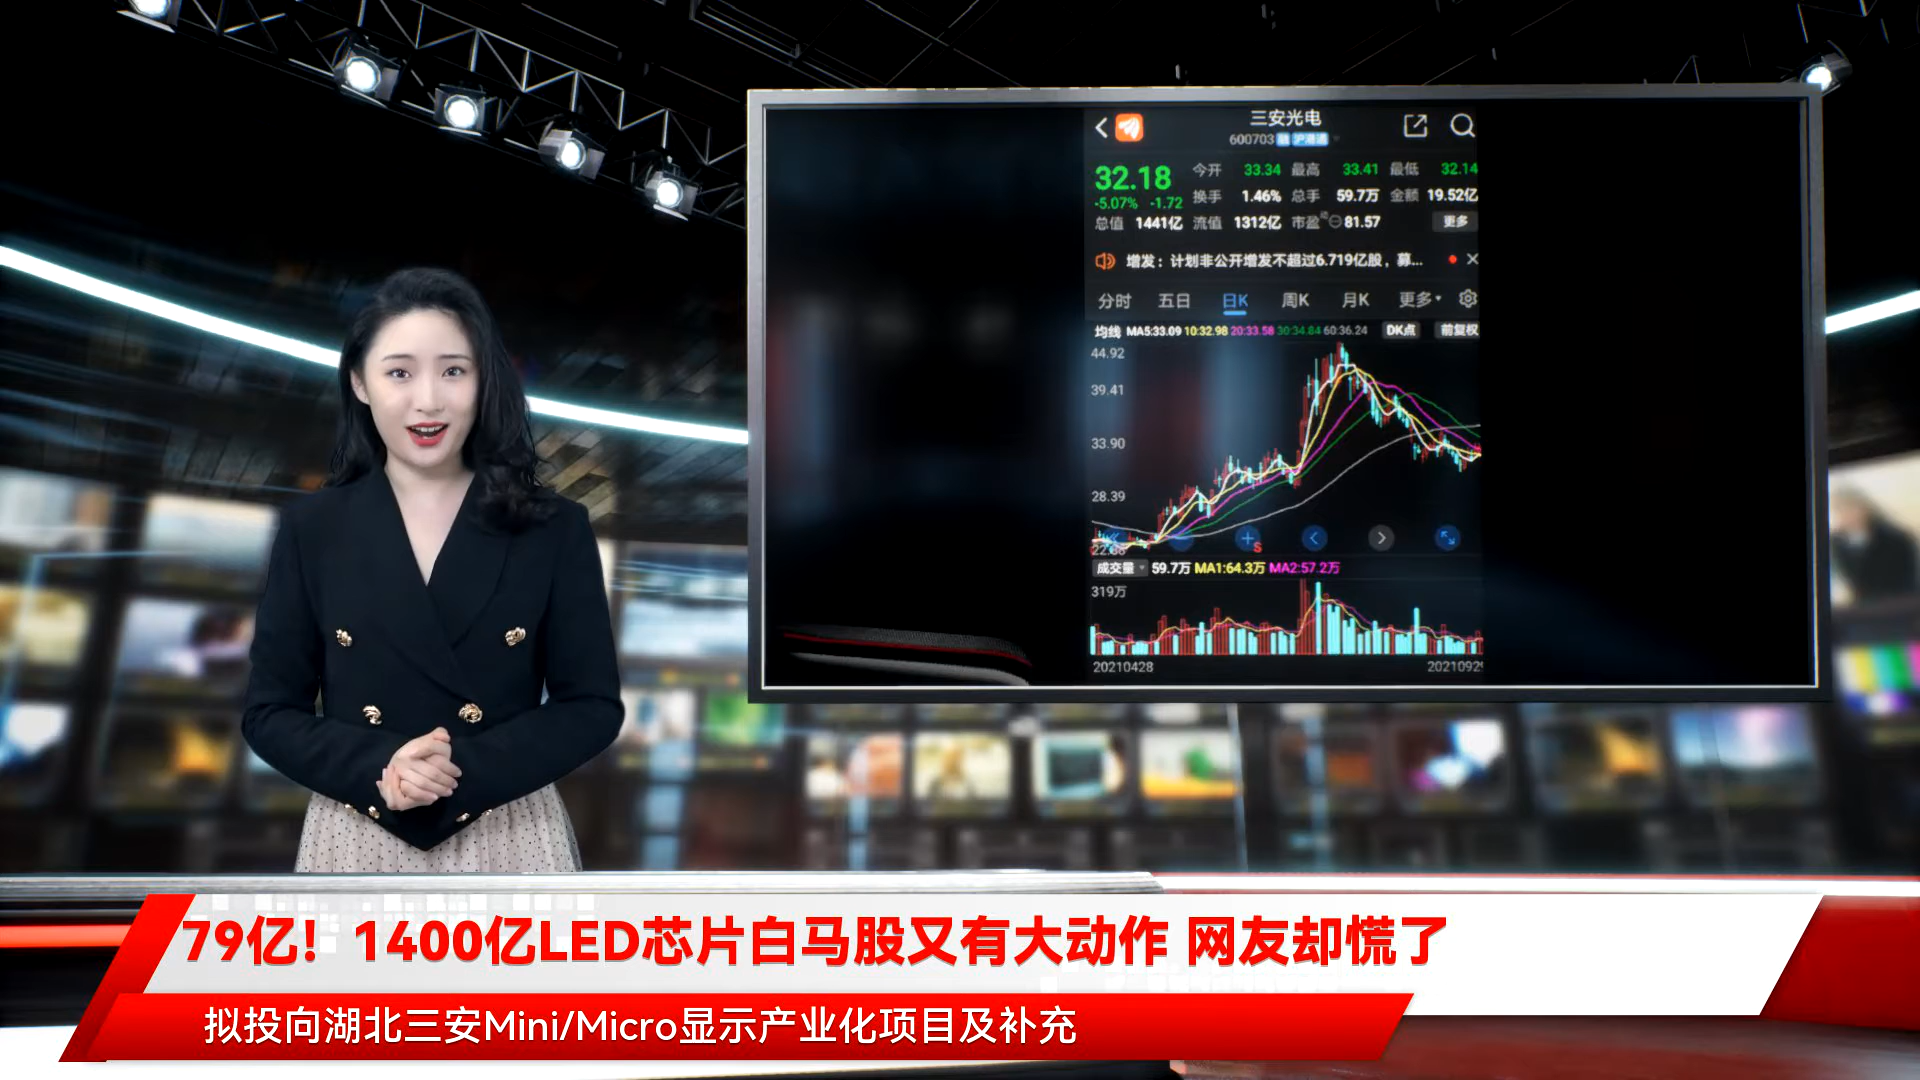 三安光电
600703 融 沪港通
32.18 今开 33.34 最高 33.41 最低 32.14
-5.07% -1.72 换手 1.46% 总手 59.7万 金额 19.52亿
总值 1441亿 流值 1312亿 市盈动 81.57 更多
增发：计划非公开增发不超过6.719亿股，募...
分时 五日 日K 周K 月K 更多
均线 MA5:33.09 10:32.98 20:33.58 30:34.84 60:36.24 DK点 前复权
44.92
39.41
33.90
28.39
S
成交量 59.7万 MA1:64.3万 MA2:57.2万
319万
20210428 20210929
79亿！1400亿LED芯片白马股又有大动作 网友却慌了
拟投向湖北三安Mini/Micro显示产业化项目及补充